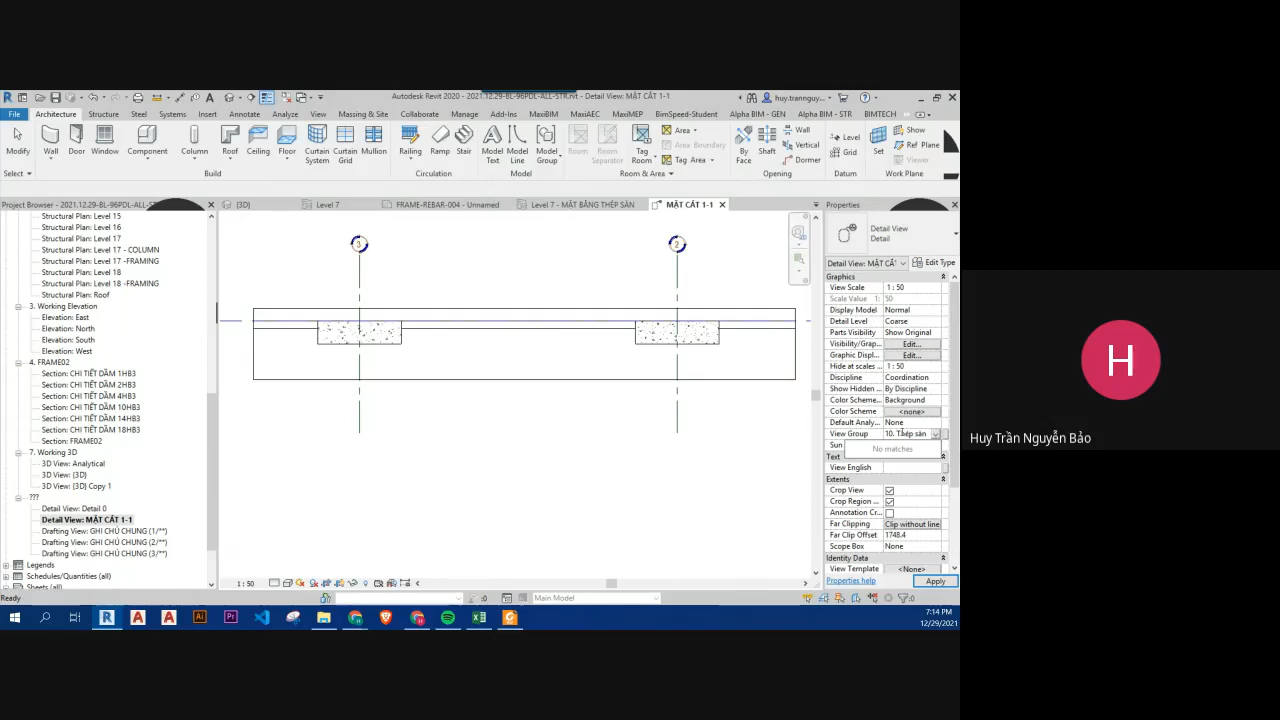 Autodesk Revit 2020 - 2021.12.29-BL-96PDL-ALL-STR.rvt - Detail View: MẶT CẮT 1-1
huy.trannguy...
File
Architecture
Structure
Steel
Systems
Insert
Annotate
Analyze
View
Massing & Site
Collaborate
Manage
Add-Ins
MaxiBIM
MaxiAEC
MaxiMEP
BimSpeed-Student
Alpha BIM - GEN
Alpha BIM - STR
BIMTECH
Modify
Wall
Door
Window
Component
Column
Roof
Ceiling
Floor
Curtain System
Curtain Grid
Mullion
Railing
Ramp
Stair
Model Text
Model Line
Model Group
Room
Room Separator
Tag Room
Area
Area Boundary
Tag Area
By Face
Shaft
Wall
Vertical
Dormer
Level
Grid
Set
Show
Ref Plane
Viewer
Select
Build
Circulation
Model
Room & Area
Opening
Datum
Work Plane
Project Browser - 2021.12.29-BL-96PDL-ALL-ST
{3D}
Level 7
FRAME-REBAR-004 - Unnamed
Level 7 - MẶT BẰNG THÉP SÀN
MẶT CẮT 1-1
Properties
Structural Plan: Level 15
Structural Plan: Level 16
Structural Plan: Level 17
Structural Plan: Level 17 - COLUMN
Structural Plan: Level 17 -FRAMING
Structural Plan: Level 18
Structural Plan: Level 18 -FRAMING
Structural Plan: Roof
3. Working Elevation
Elevation: East
Elevation: North
Elevation: South
Elevation: West
4. FRAME02
Section: CHI TIẾT DẦM 1HB3
Section: CHI TIẾT DẦM 2HB3
Section: CHI TIẾT DẦM 4HB3
Section: CHI TIẾT DẦM 10HB3
Section: CHI TIẾT DẦM 14HB3
Section: CHI TIẾT DẦM 18HB3
Section: FRAME02
7. Working 3D
3D View: Analytical
3D View: {3D}
3D View: {3D} Copy 1
???
Detail View: Detail 0
Detail View: MẶT CẮT 1-1
Drafting View: GHI CHÚ CHUNG (1/**)
Drafting View: GHI CHÚ CHUNG (2/**)
Drafting View: GHI CHÚ CHUNG (3/**)
Legends
Schedules/Quantities (all)
Sheets (all)
3
2
Detail View
Detail
Detail View: MẶT CẮ
Edit Type
Graphics
View Scale 1 : 50
Scale Value 1: 50
Display Model Normal
Detail Level Coarse
Parts Visibility Show Original
Visibility/Grap... Edit...
Graphic Displ... Edit...
Hide at scales ... 1 : 50
Discipline Coordination
Show Hidden ... By Discipline
Color Scheme... Background
Color Scheme <none>
Default Analy... None
View Group 10. Thép sàn
Sun
No matches
Text
View English
Extents
Crop View
Crop Region ...
Annotation Cr...
Far Clipping Clip without line
Far Clip Offset 1748.4
Scope Box None
Identity Data
View Template <None>
Properties help
Apply
1 : 50
Ready
:0
Main Model
:0
7:14 PM
12/29/2021
H
Huy Trần Nguyễn Bảo